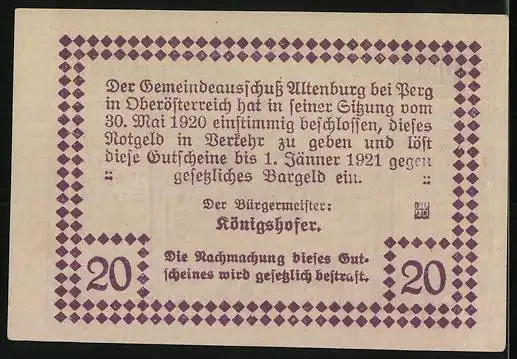 Der Gemeindeausschuß Altenburg bei Perg
in Oberösterreich hat in seiner Sitzung vom
30. Mai 1920 einstimmig beschlossen, dieses
Notgeld in Verkehr zu geben und löst
diese Gutscheine bis 1. Jänner 1921 gegen
:: gesetzliches Bargeld ein. ::
Der Bürgermeister:
Königshofer.
Die Nachmachung dieses Gut-
scheines wird gesetzlich bestraft.
20 20